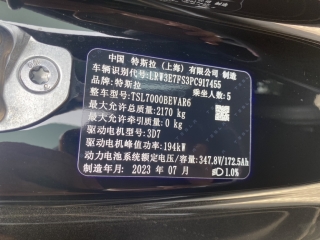 中国 特斯拉(上海)有限公司 制造
车辆识别代号:LRW3E7FS3PC917455
品牌:特斯拉 乘坐人数:5
整车型号:TSL7000BEVAR6
最大允许总质量:2170 kg
最大允许牵引质量:0 kg
驱动电机型号:3D7
驱动电机峰值功率:194kW
动力电池系统额定电压/容量:347.8V/172.5Ah
制造年月:2023 年 07 月 1.0%